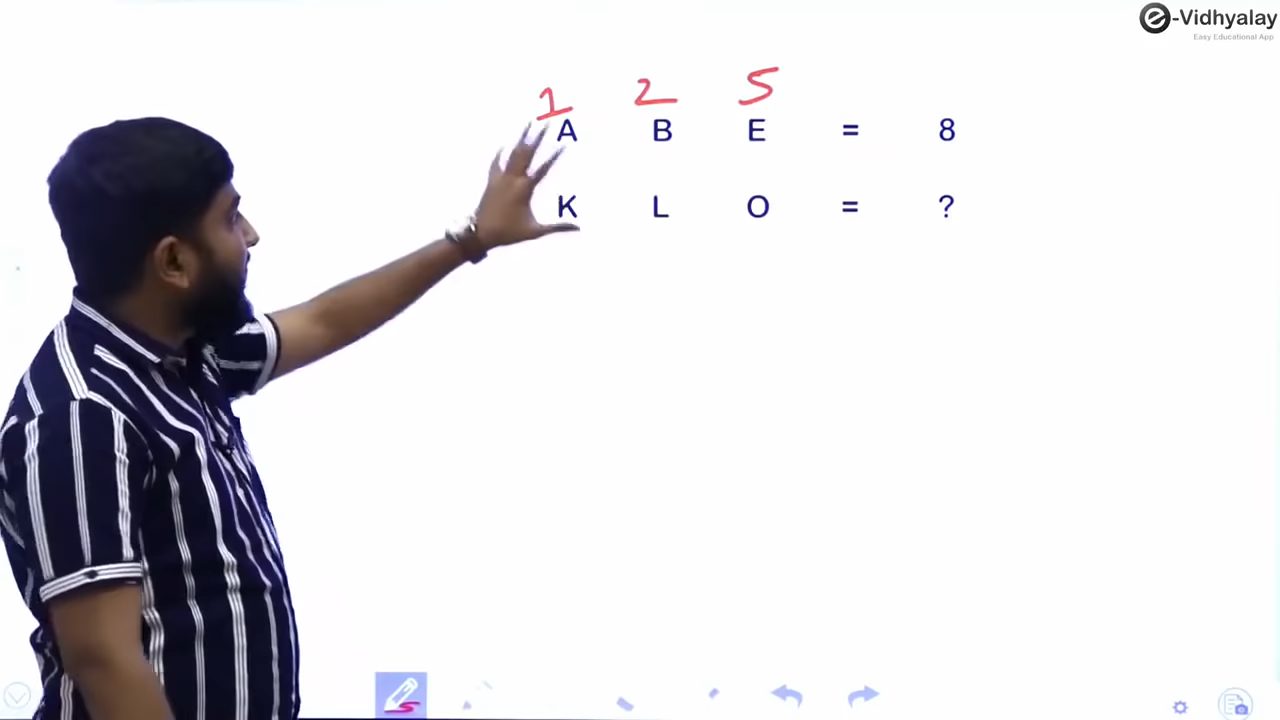 e-Vidhyalay
Easy Educational App
1 2 5
A B E = 8
K L O = ?